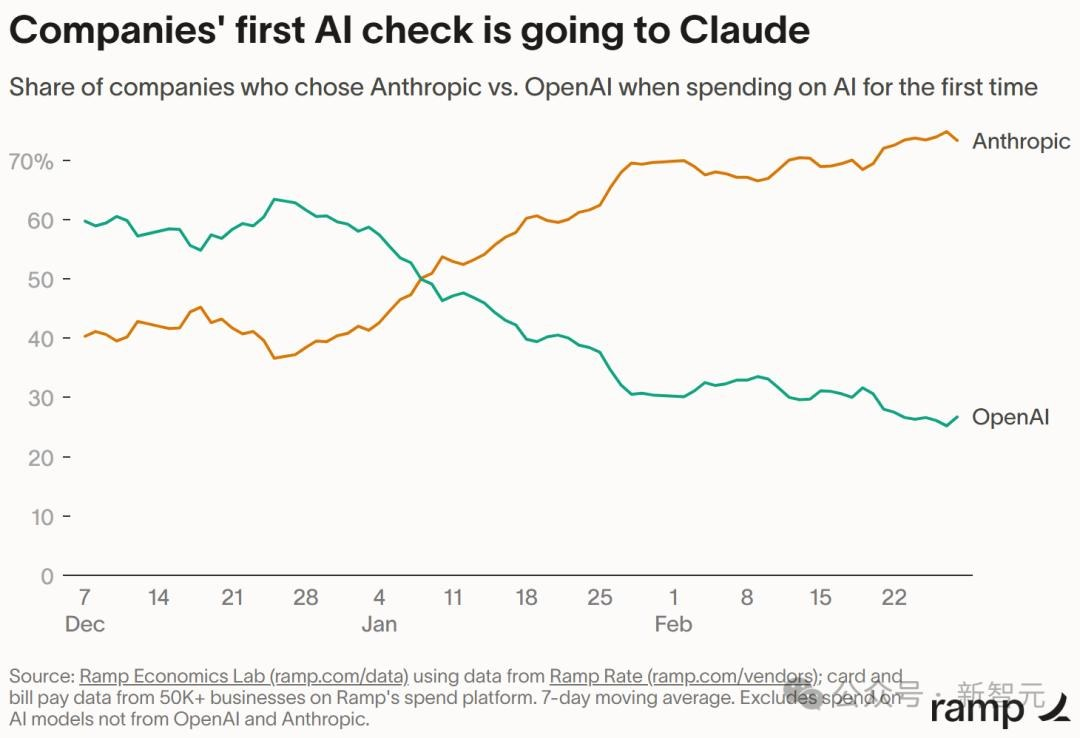 Companies' first AI check is going to Claude
Share of companies who chose Anthropic vs. OpenAI when spending on AI for the first time
Anthropic
70%
60
50
40
30
OpenAI
20
10
0
7 14 21 28 4 11 18 25 1 8 15 22
Dec Jan Feb
Source: Ramp Economics Lab (ramp.com/data) using data from Ramp Rate (ramp.com/vendors); card and
bill pay data from 50K+ businesses on Ramp's spend platform. 7-day moving average. Excludes spend on
AI models not from OpenAI and Anthropic.
公众号 · 新智元
ramp